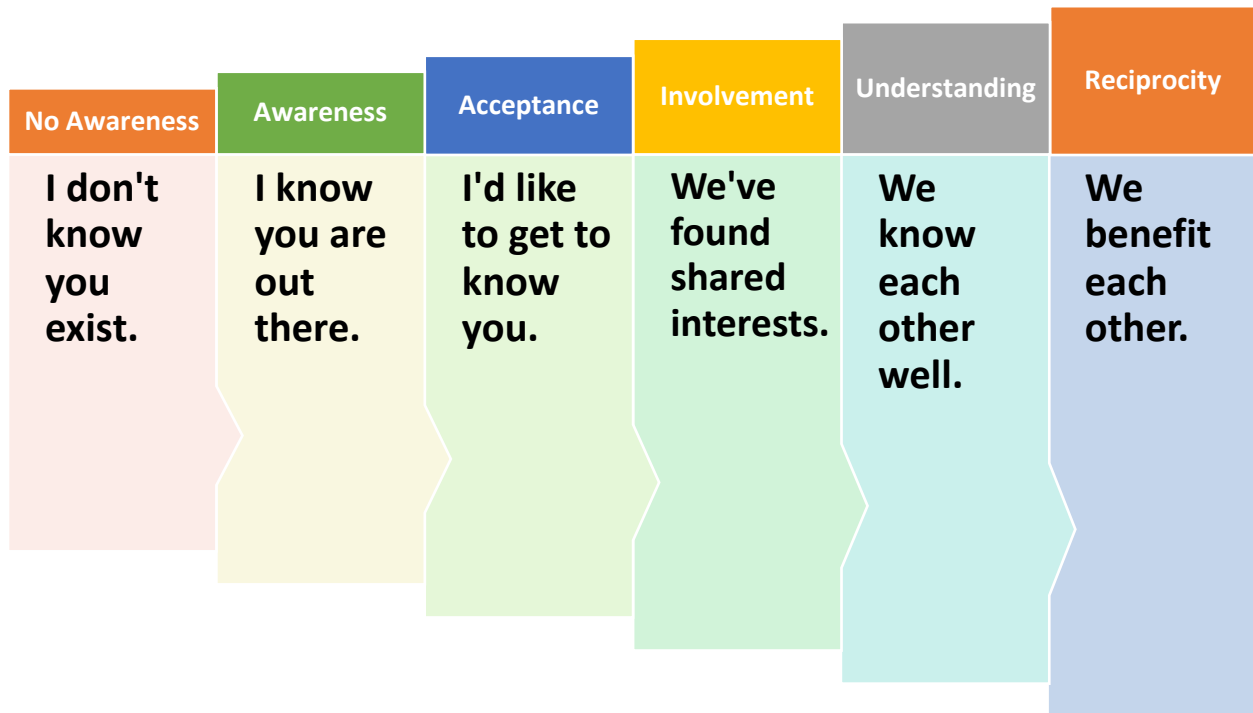 No Awareness
I don't
know
you
exist.
Awareness
I know
you are
out
there.
Acceptance
I'd like
to get to
know
you.
Involvement
We've
found
shared
interests.
Understanding
We
know
each
other
well.
Reciprocity
We
benefit
each
other.